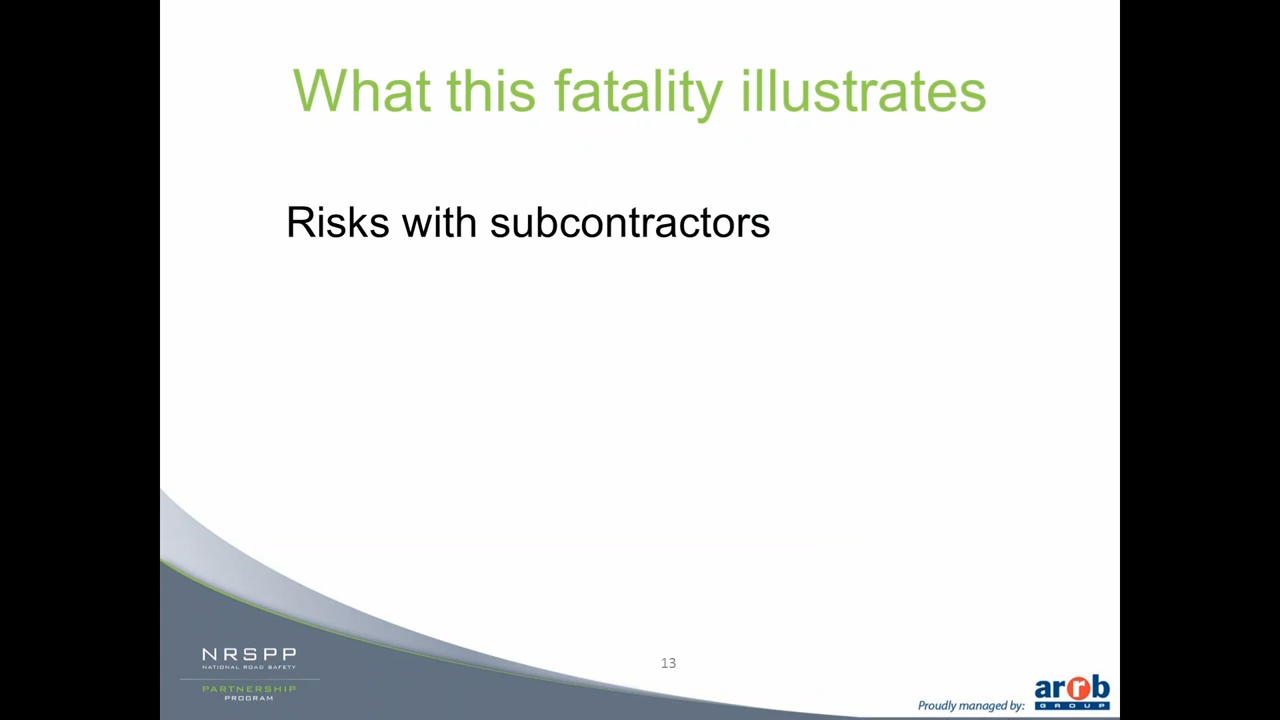 What this fatality illustrates
Risks with subcontractors
NRSPP
NATIONAL ROAD SAFETY
PARTNERSHIP
PROGRAM
13
Proudly managed by:
arrb
GROUP